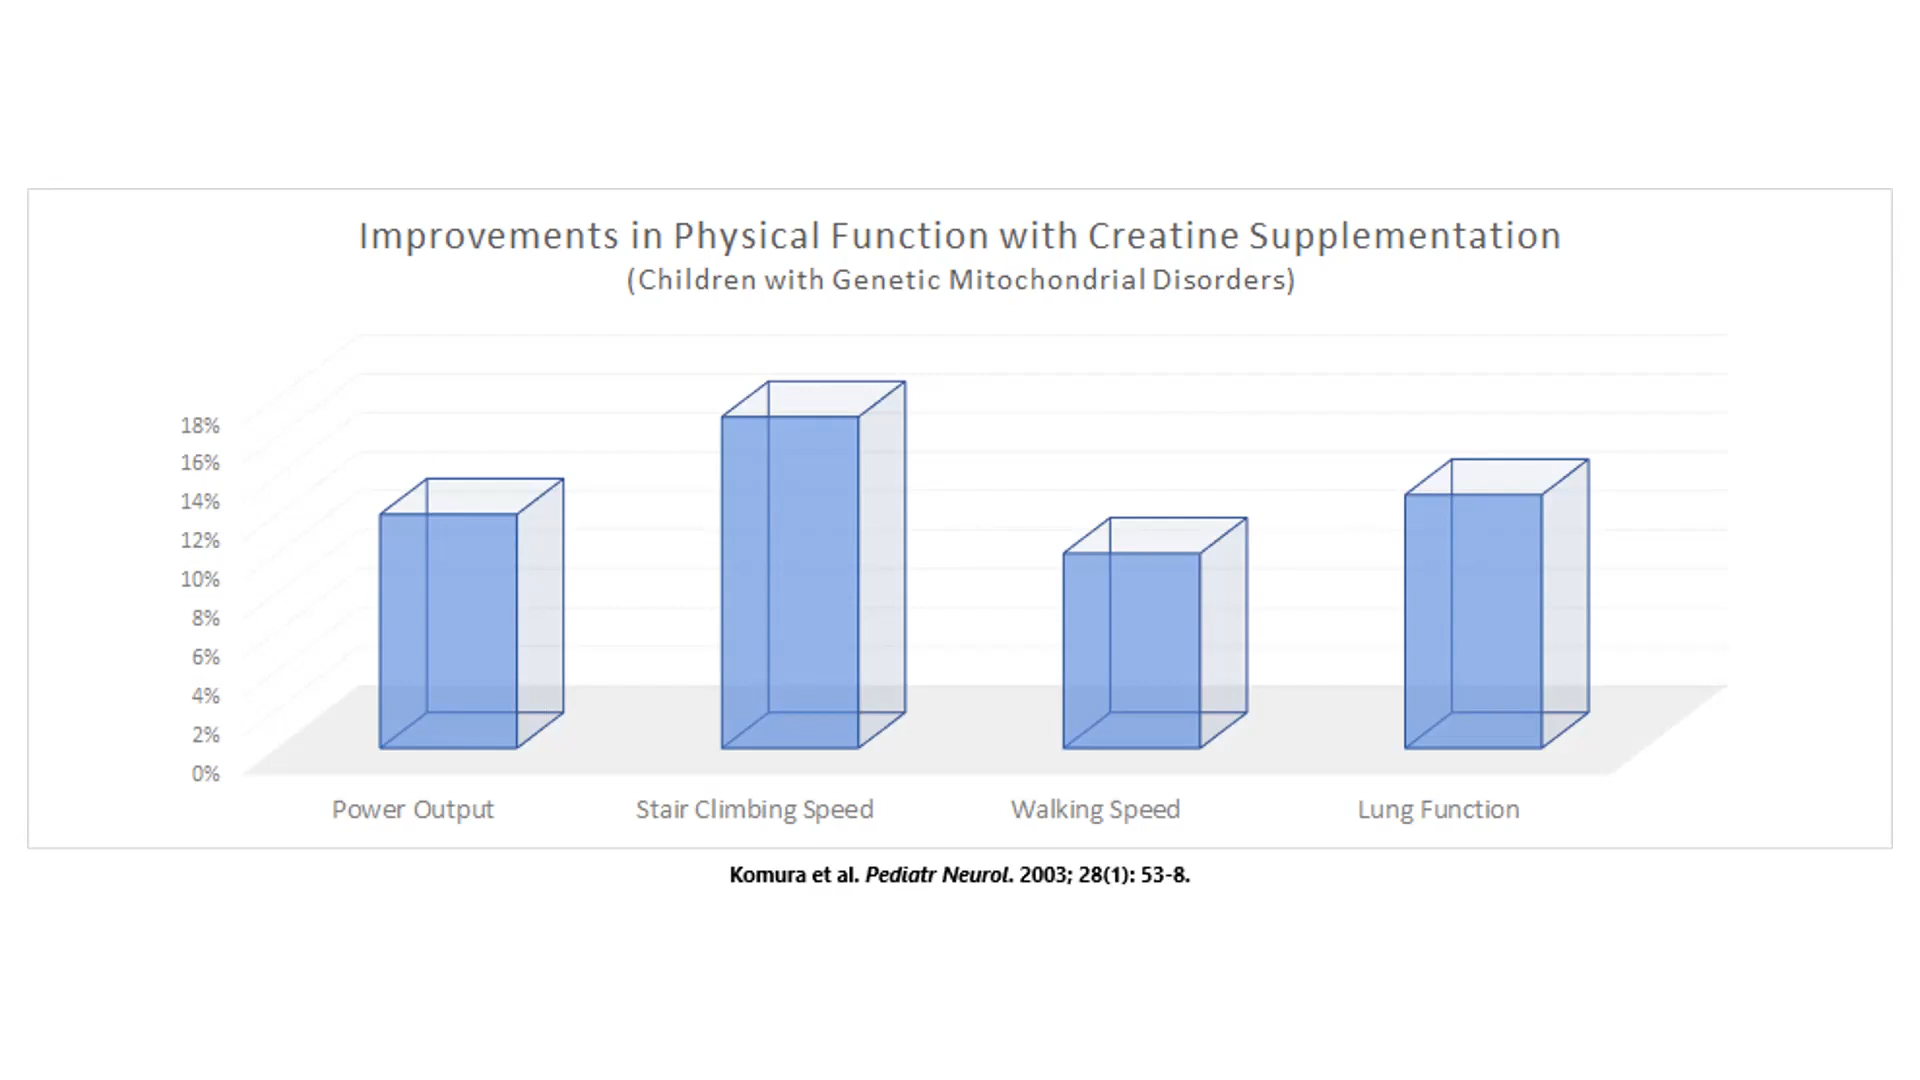 Improvements in Physical Function with Creatine Supplementation
(Children with Genetic Mitochondrial Disorders)
18%
16%
14%
12%
10%
8%
6%
4%
2%
0%
Power Output
Stair Climbing Speed
Walking Speed
Lung Function
Komura et al. Pediatr Neurol. 2003; 28(1): 53-8.